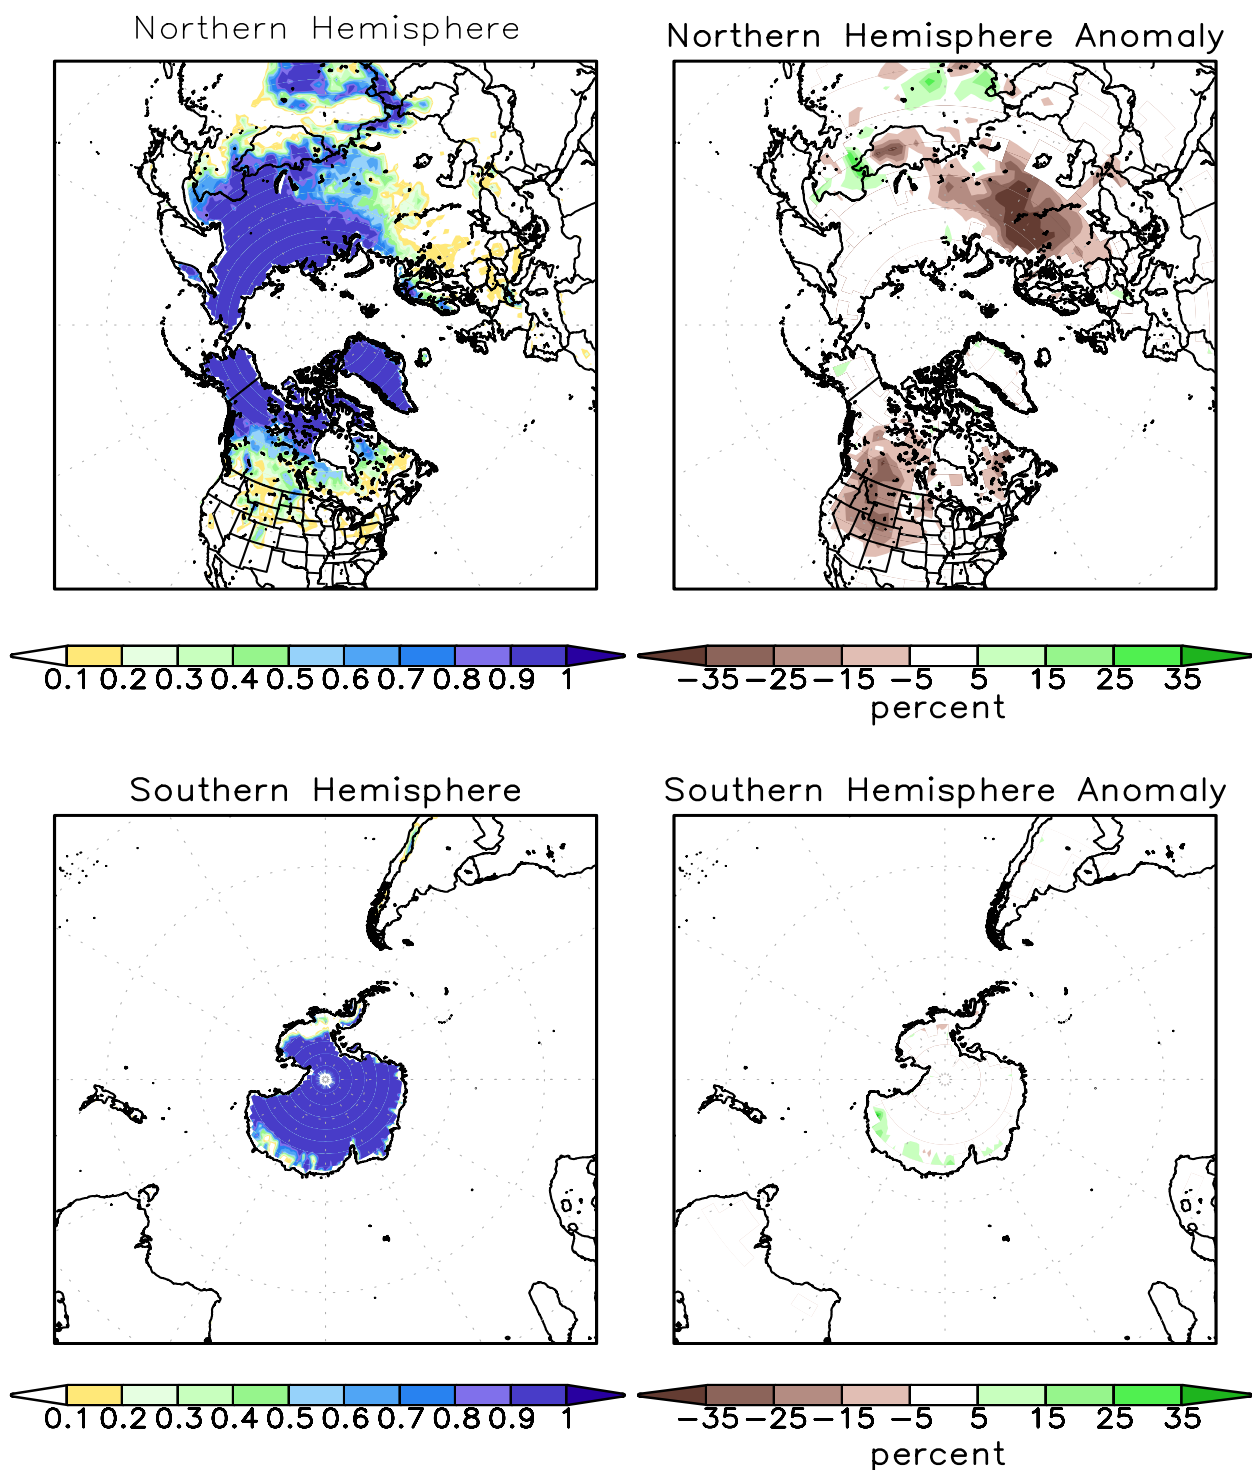 Northern Hemisphere
Northern Hemisphere Anomaly
0.1 0.2 0.3 0.4 0.5 0.6 0.7 0.8 0.9 1
−35 −25 −15 −5 5 15 25 35
percent
Southern Hemisphere
Southern Hemisphere Anomaly
0.1 0.2 0.3 0.4 0.5 0.6 0.7 0.8 0.9 1
−35 −25 −15 −5 5 15 25 35
percent